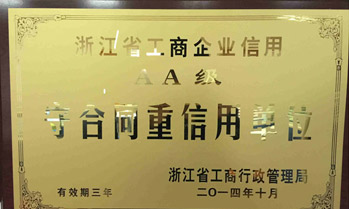 浙江省工商企业信用
AA级
守合同重信用单位
浙江省工商行政管理局
有效期三年
二〇一四年十月